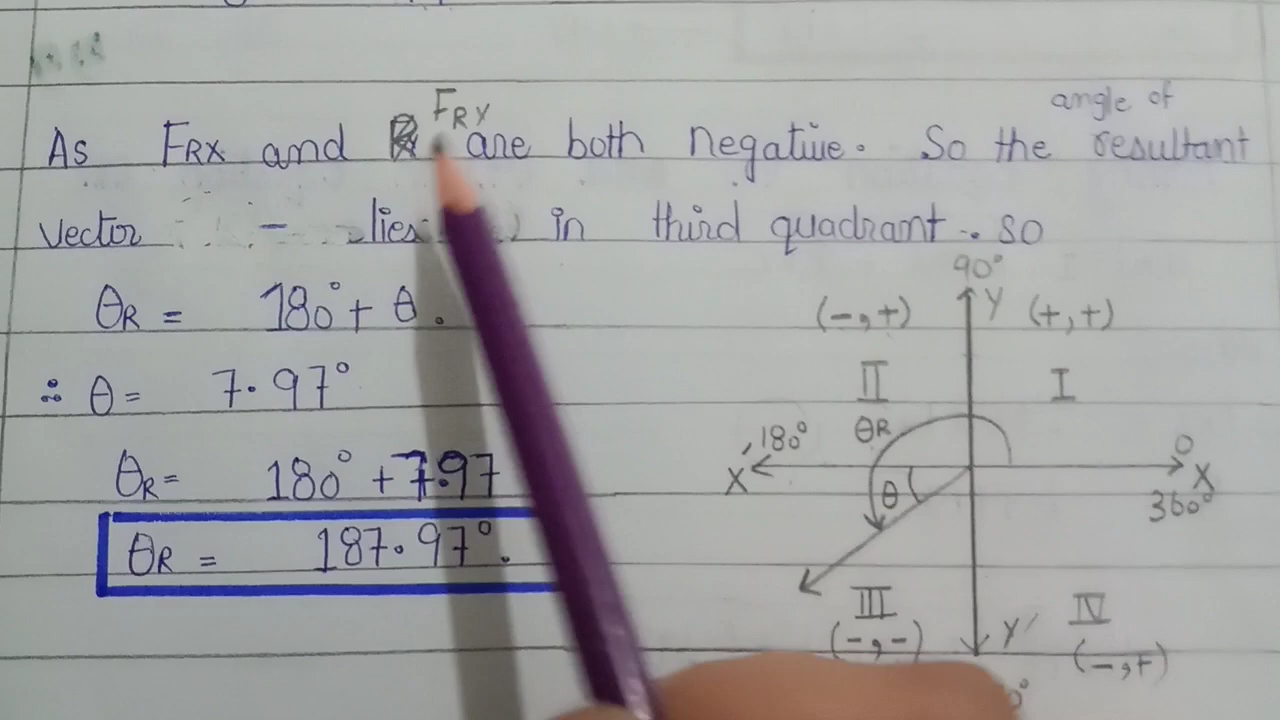 angle of
As FRX and FRY are both negative. So the resultant
vector lies in third quadrant. so
θR = 180° + θ.
∴ θ = 7.97°
θR = 180° + 7.97
θR = 187.97°.
90°
(-,+) Y (+,+)
II I
180° θR 0
X' θ X
360°
III IV
(-,-) Y' (-,+)